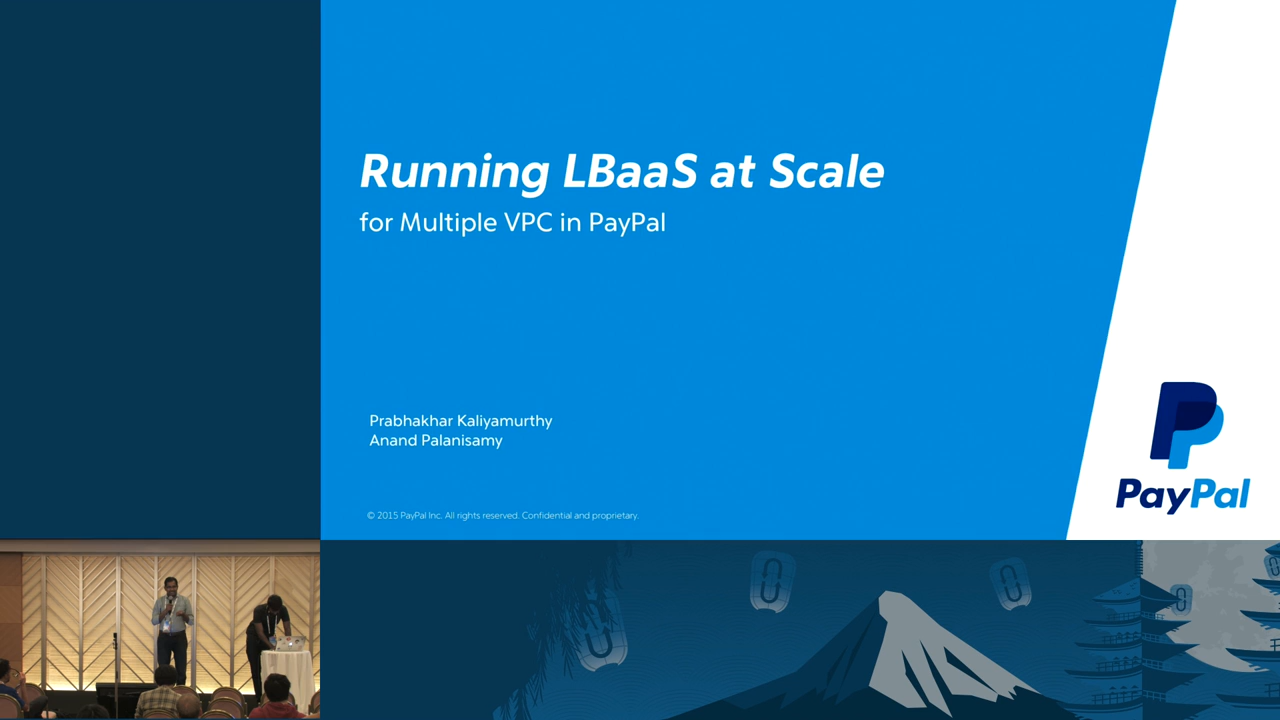 Running LBaaS at Scale
for Multiple VPC in PayPal
Prabhakhar Kaliyamurthy
Anand Palanisamy
© 2015 PayPal Inc. All rights reserved. Confidential and proprietary.
PayPal